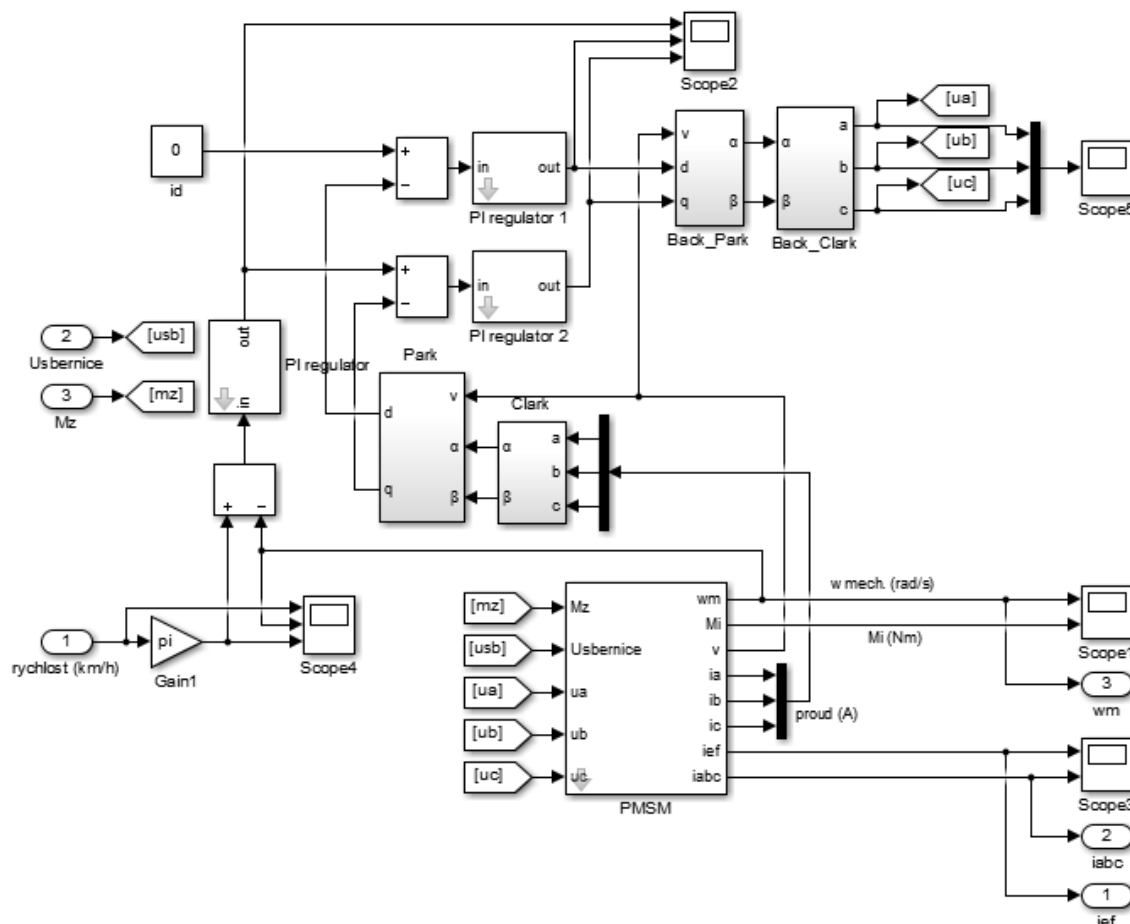 Scope2
[ua]
0
id
+
−
in
out
PI regulator 1
v
d
q
α
β
Back_Park
α
β
a
b
c
Back_Clark
[ub]
[uc]
Scope5
+
−
in
out
PI regulator 2
2
Usbernice
[usb]
3
Mz
[mz]
out
in
PI regulator
Park
v
d
α
q
β
Clark
α
β
a
b
c
+
−
1
rychlost (km/h)
pi
Gain1
Scope4
[mz]
[usb]
[ua]
[ub]
[uc]
Mz
Usbernice
ua
ub
uc
wm
Mi
v
ia
ib
ic
ief
iabc
PMSM
w mech. (rad/s)
Mi (Nm)
proud (A)
Scope1
3
wm
Scope3
2
iabc
1
ief